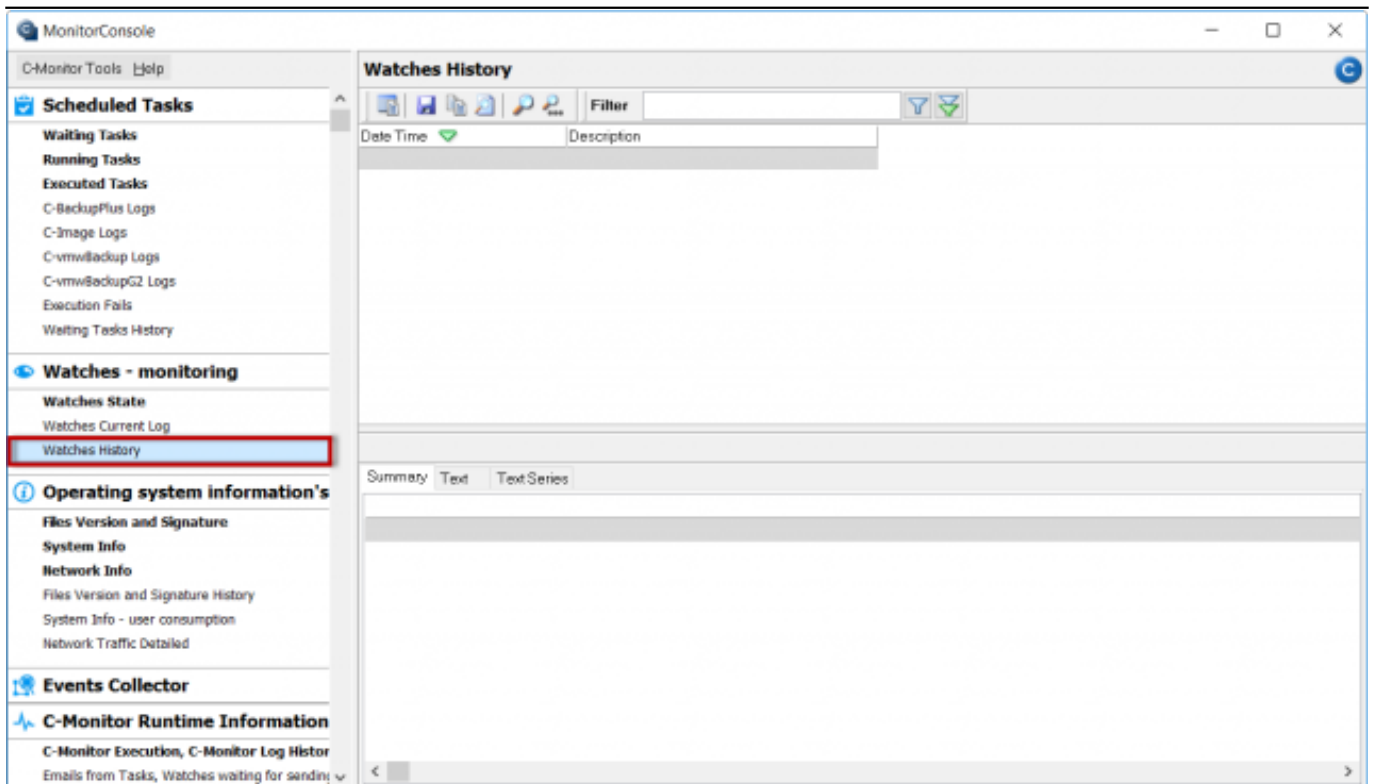 MonitorConsole
C-Monitor Tools Help
Scheduled Tasks
Waiting Tasks
Running Tasks
Executed Tasks
C-BackupPlus Logs
C-Image Logs
C-vmwBackup Logs
C-vmwBackupG2 Logs
Execution Fails
Waiting Tasks History
Watches - monitoring
Watches State
Watches Current Log
Watches History
Operating system information's
Files Version and Signature
System Info
Network Info
Files Version and Signature History
System Info - user consumption
Network Traffic Detailed
Events Collector
C-Monitor Runtime Information
C-Monitor Execution, C-Monitor Log Histor
Emails from Tasks, Watches waiting for sending
Watches History
Filter
Date Time Description
Summary Text Text Series